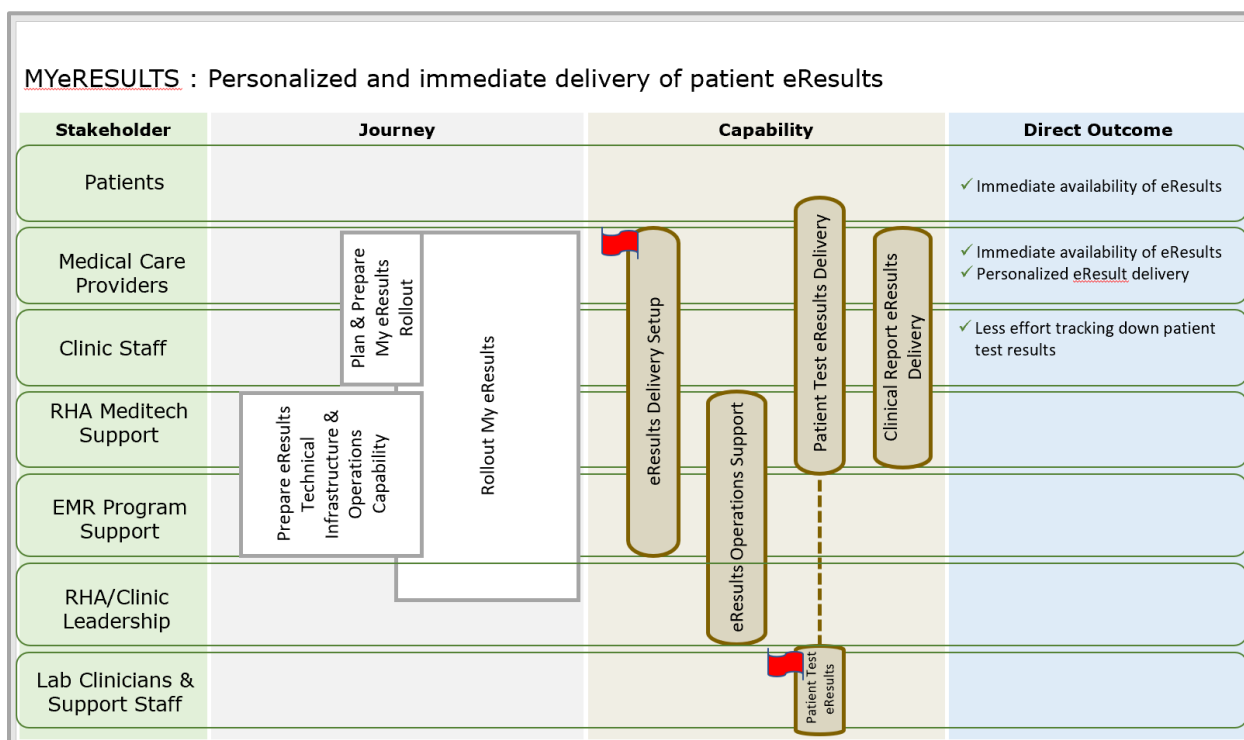 MYeRESULTS : Personalized and immediate delivery of patient eResults
Stakeholder
Journey
Capability
Direct Outcome
Patients
✓ Immediate availability of eResults
Medical Care
Providers
✓ Immediate availability of eResults
✓ Personalized eResult delivery
Clinic Staff
✓ Less effort tracking down patient
test results
RHA Meditech
Support
EMR Program
Support
RHA/Clinic
Leadership
Lab Clinicians &
Support Staff
Plan & Prepare
My eResults
Rollout
Prepare eResults
Technical
Infrastructure &
Operations
Capability
Rollout My eResults
eResults Delivery Setup
eResults Operations Support
Patient Test eResults Delivery
Clinical Report eResults
Delivery
Patient Test
eResults